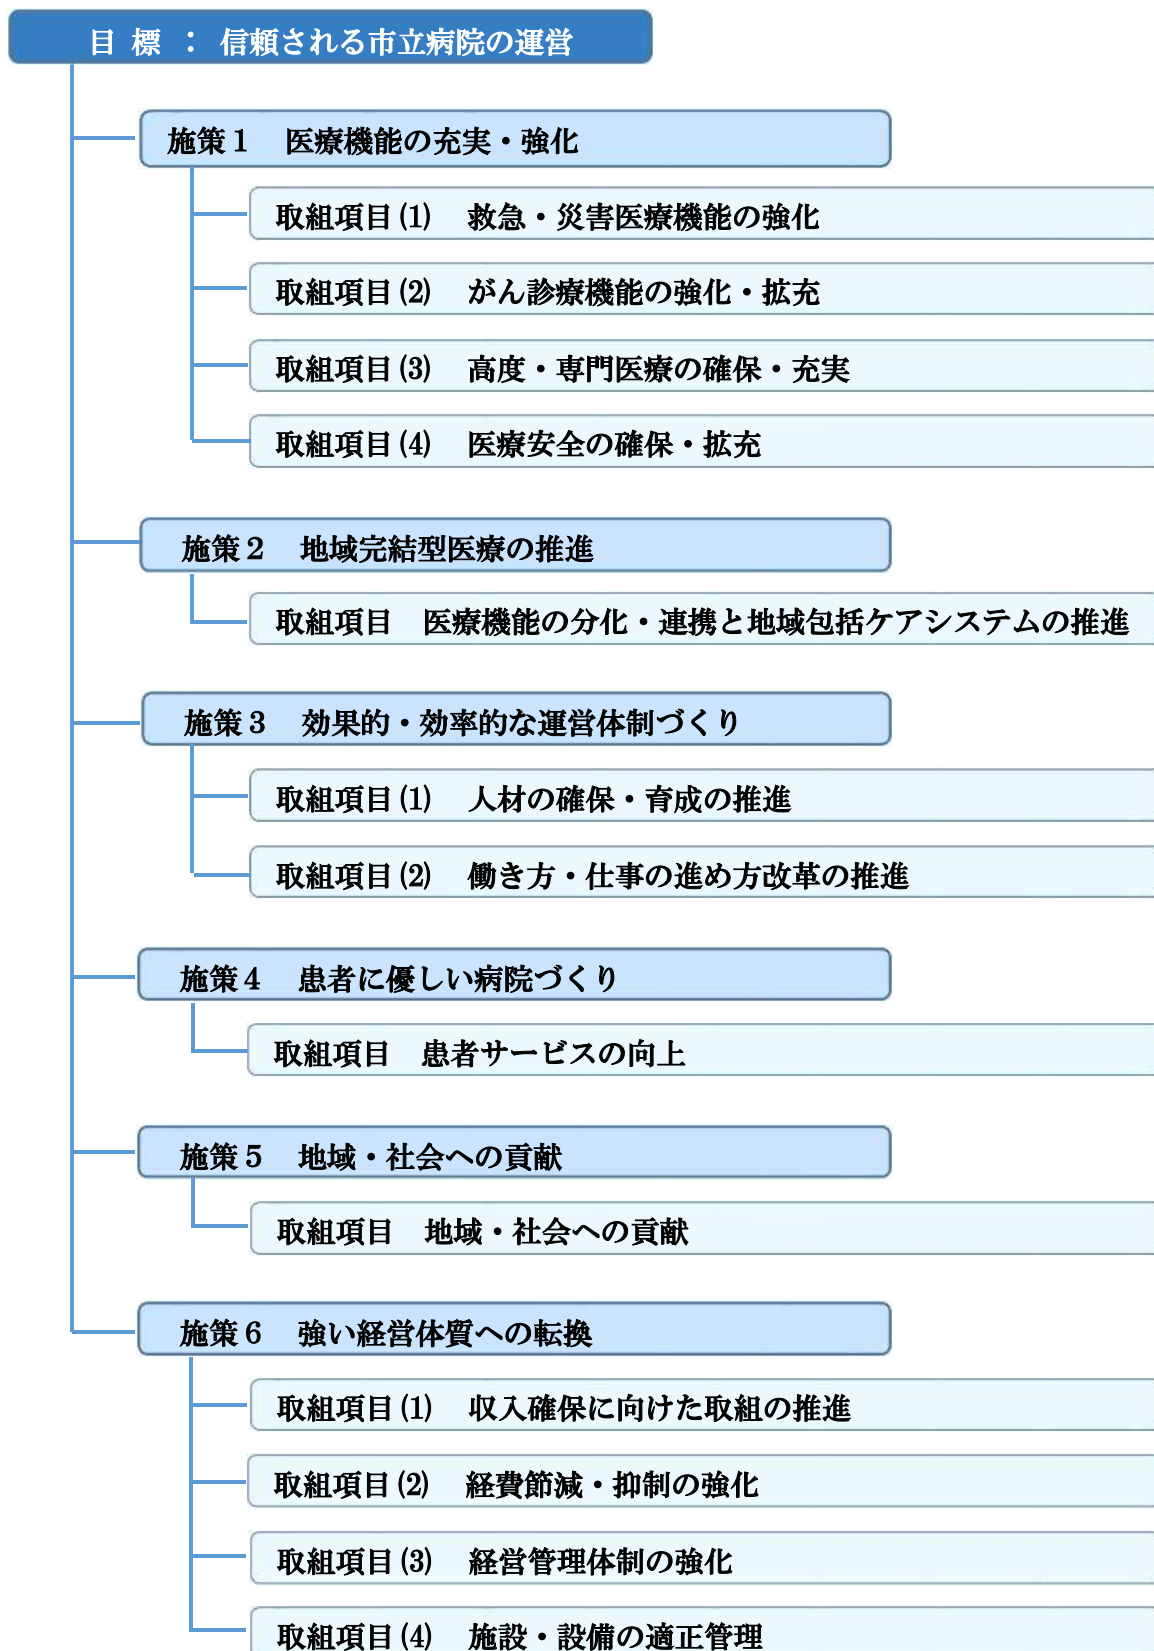 目 標 ： 信頼される市立病院の運営
施策１　医療機能の充実・強化
取組項目(1)　救急・災害医療機能の強化
取組項目(2)　がん診療機能の強化・拡充
取組項目(3)　高度・専門医療の確保・充実
取組項目(4)　医療安全の確保・拡充
施策２　地域完結型医療の推進
取組項目　医療機能の分化・連携と地域包括ケアシステムの推進
施策３　効果的・効率的な運営体制づくり
取組項目(1)　人材の確保・育成の推進
取組項目(2)　働き方・仕事の進め方改革の推進
施策４　患者に優しい病院づくり
取組項目　患者サービスの向上
施策５　地域・社会への貢献
取組項目　地域・社会への貢献
施策６　強い経営体質への転換
取組項目(1)　収入確保に向けた取組の推進
取組項目(2)　経費節減・抑制の強化
取組項目(3)　経営管理体制の強化
取組項目(4)　施設・設備の適正管理